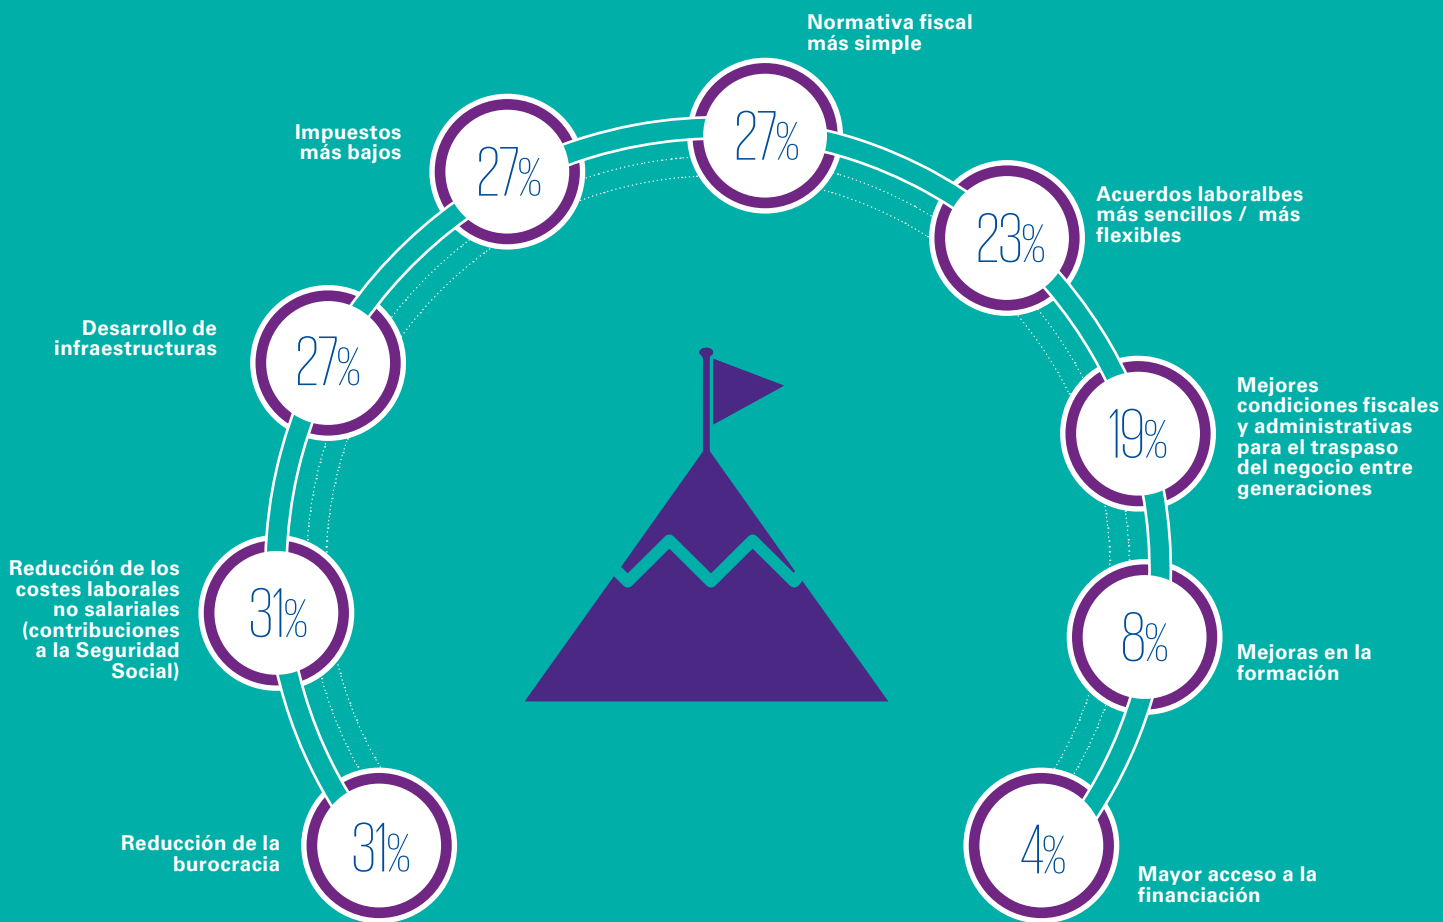 Normativa fiscal
más simple
27%
Impuestos
más bajos
27%
Acuerdos laboralbes
más sencillos /  más
flexibles
23%
Desarrollo de
infraestructuras
27%
Mejores
condiciones fiscales
y administrativas
para el traspaso
del negocio entre
generaciones
19%
Reducción de los
costes laborales
no salariales
(contribuciones
a la Seguridad
Social)
31%
Mejoras en la
formación
8%
Reducción de la
burocracia
31%
Mayor acceso a la
financiación
4%